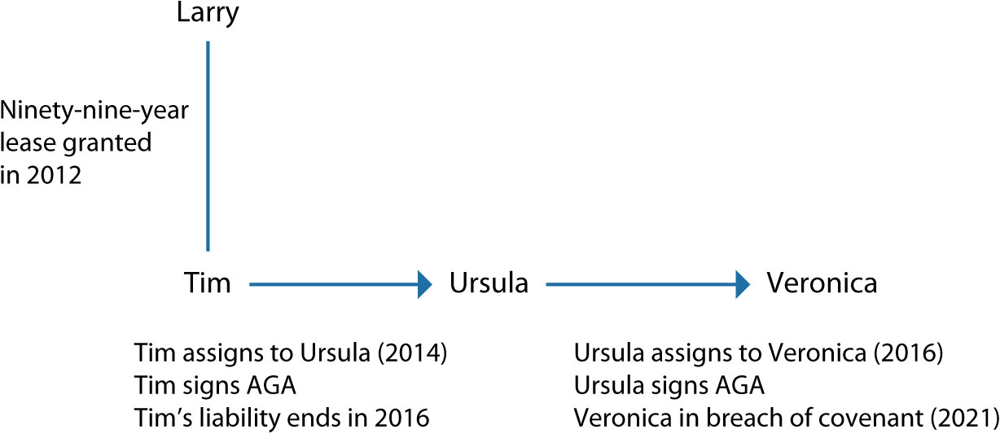 Larry
Ninety-nine-year
lease granted
in 2012
Tim
Ursula
Veronica
Tim assigns to Ursula (2014)
Tim signs AGA
Tim’s liability ends in 2016
Ursula assigns to Veronica (2016)
Ursula signs AGA
Veronica in breach of covenant (2021)